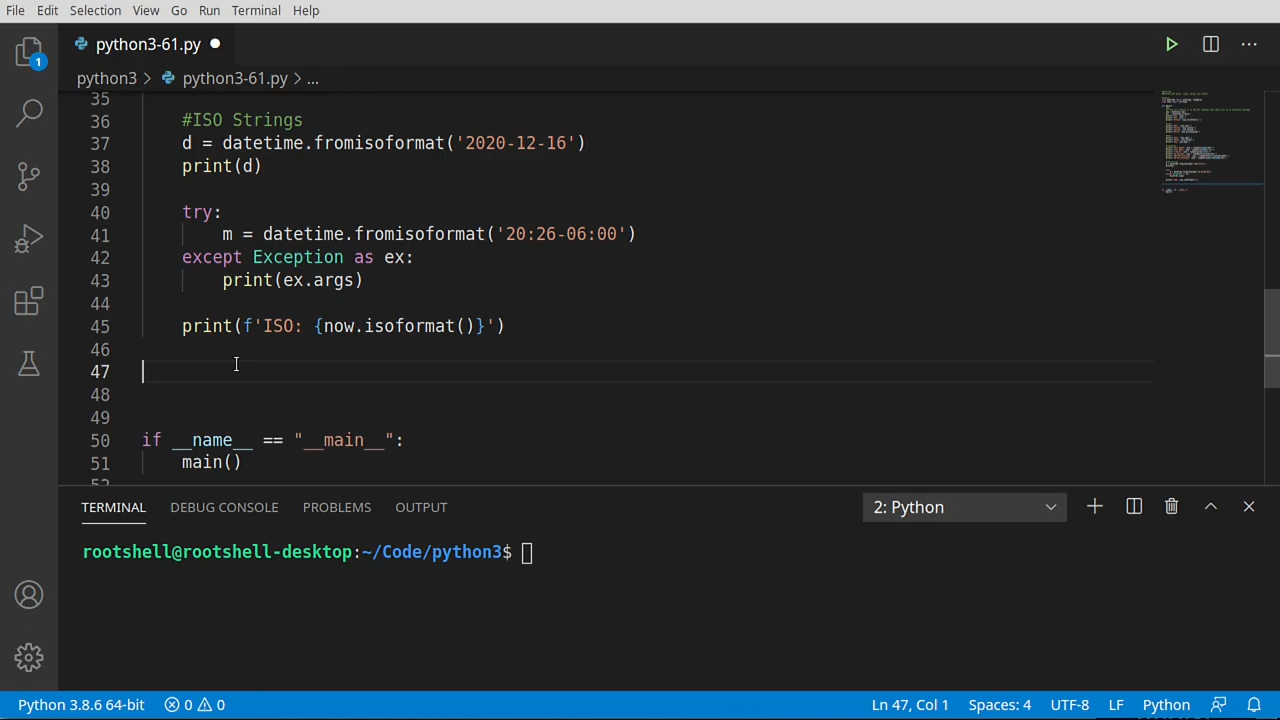 File Edit Selection View Go Run Terminal Help
python3-61.py
python3 > python3-61.py > ...
35
36 #ISO Strings
37 d = datetime.fromisoformat('2020-12-16')
38 print(d)
39
40 try:
41 m = datetime.fromisoformat('20:26-06:00')
42 except Exception as ex:
43 print(ex.args)
44
45 print(f'ISO: {now.isoformat()}')
46
47
48
49
50 if __name__ == "__main__":
51 main()
52
1
TERMINAL DEBUG CONSOLE PROBLEMS OUTPUT 2: Python
rootshell@rootshell-desktop:~/Code/python3$
Python 3.8.6 64-bit 0 0 Ln 47, Col 1 Spaces: 4 UTF-8 LF Python